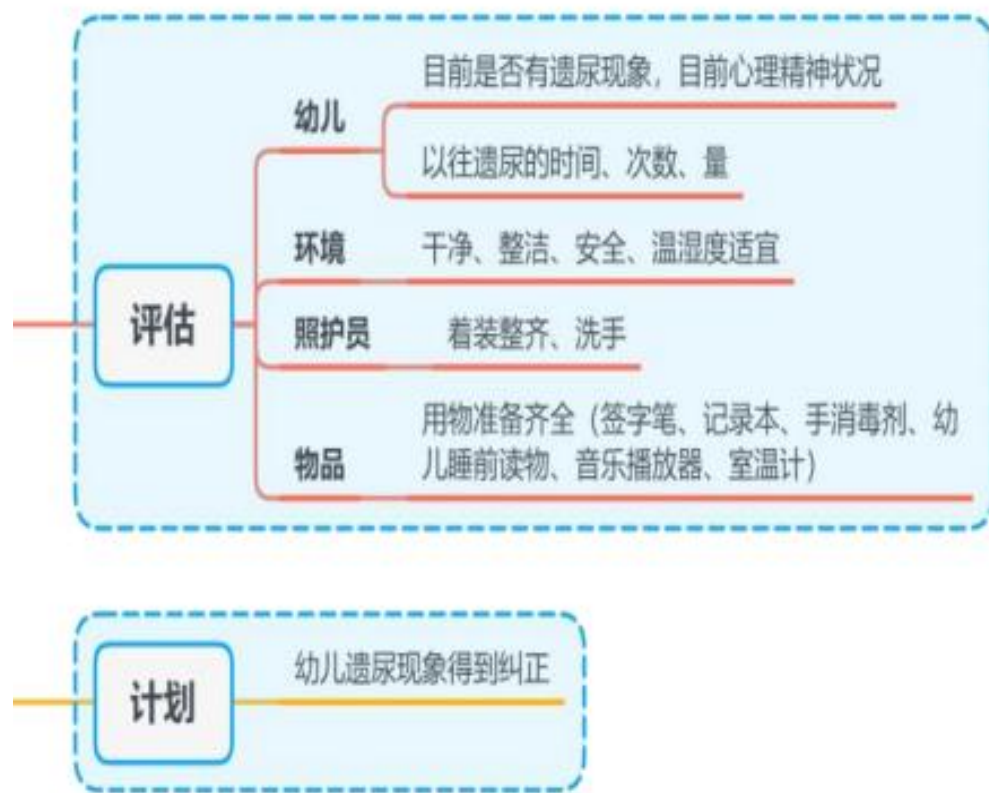 目前是否有遗尿现象，目前心理精神状况
幼儿
以往遗尿的时间、次数、量
环境
干净、整洁、安全、温湿度适宜
评估
照护员
着装整齐、洗手
用物准备齐全（签字笔、记录本、手消毒剂、幼
儿睡前读物、音乐播放器、室温计）
物品
幼儿遗尿现象得到纠正
计划